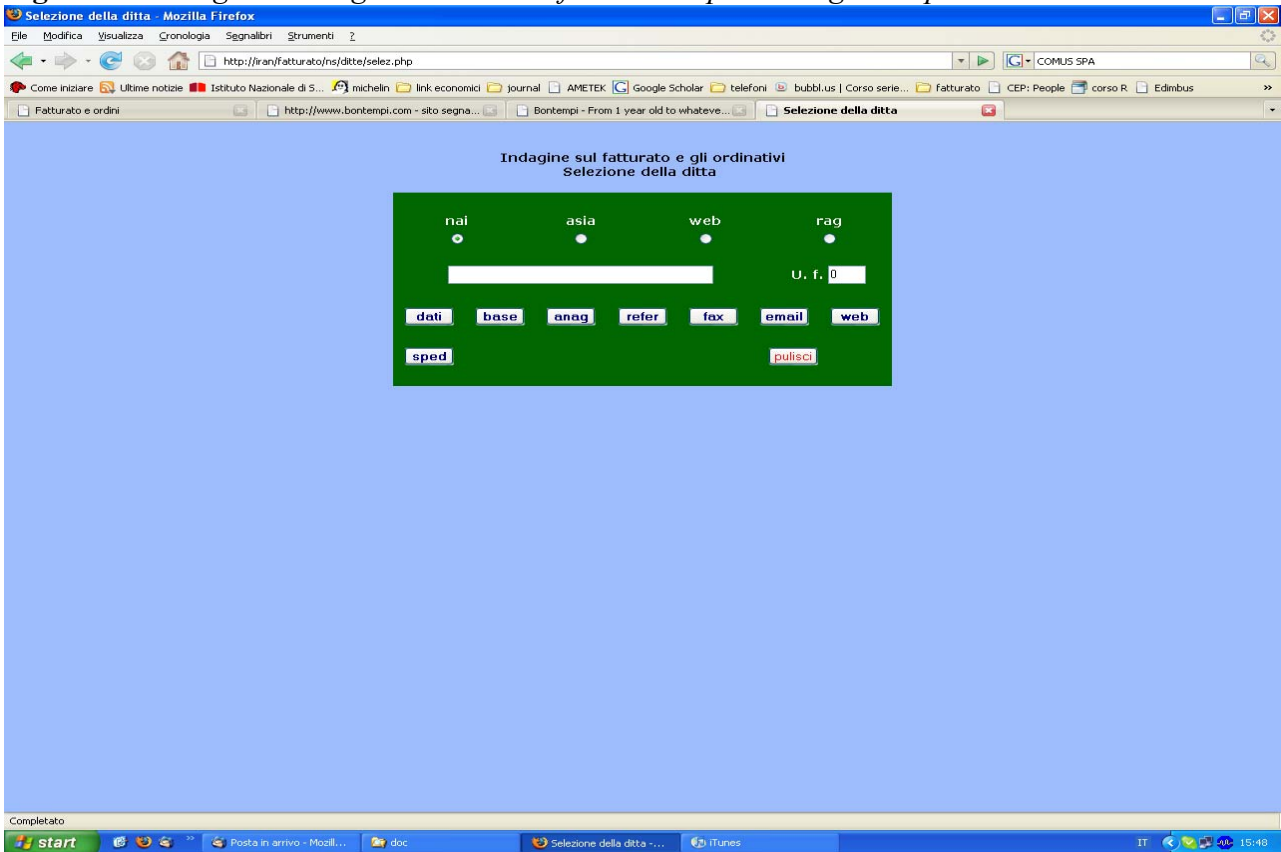 Selezione della ditta - Mozilla Firefox
File Modifica Visualizza Cronologia Segnalibri Strumenti ?
http://iran/fatturato/ns/ditte/selez.php
COMUS SPA
Come iniziare Ultime notizie Istituto Nazionale di S... michelin link economici journal AMETEK Google Scholar telefoni bubbl.us | Corso serie... fatturato CEP: People corso R Edimbus »
Fatturato e ordini http://www.bontempi.com - sito segna... Bontempi - From 1 year old to whateve... Selezione della ditta
Indagine sul fatturato e gli ordinativi
Selezione della ditta
nai asia web rag
U. f. 0
dati base anag refer fax email web
sped pulisci
Completato
start » Posta in arrivo - Mozill... doc Selezione della ditta -... iTunes IT 15:48